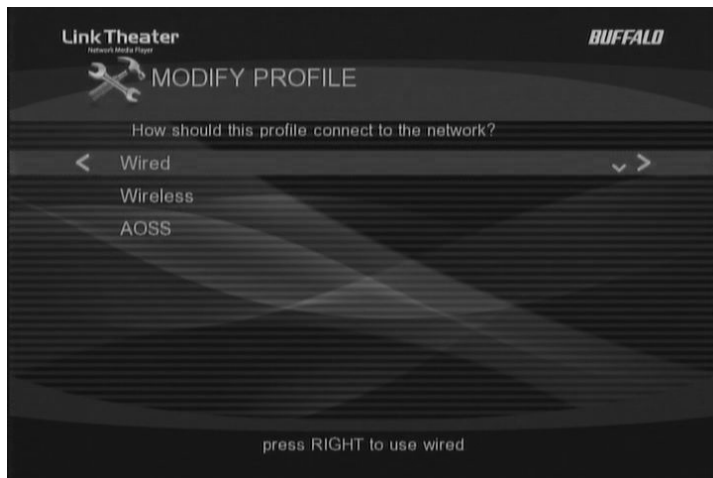 LinkTheater
BUFFALO
Network Media Player
MODIFY PROFILE
How should this profile connect to the network?
Wired
Wireless
AOSS
press RIGHT to use wired